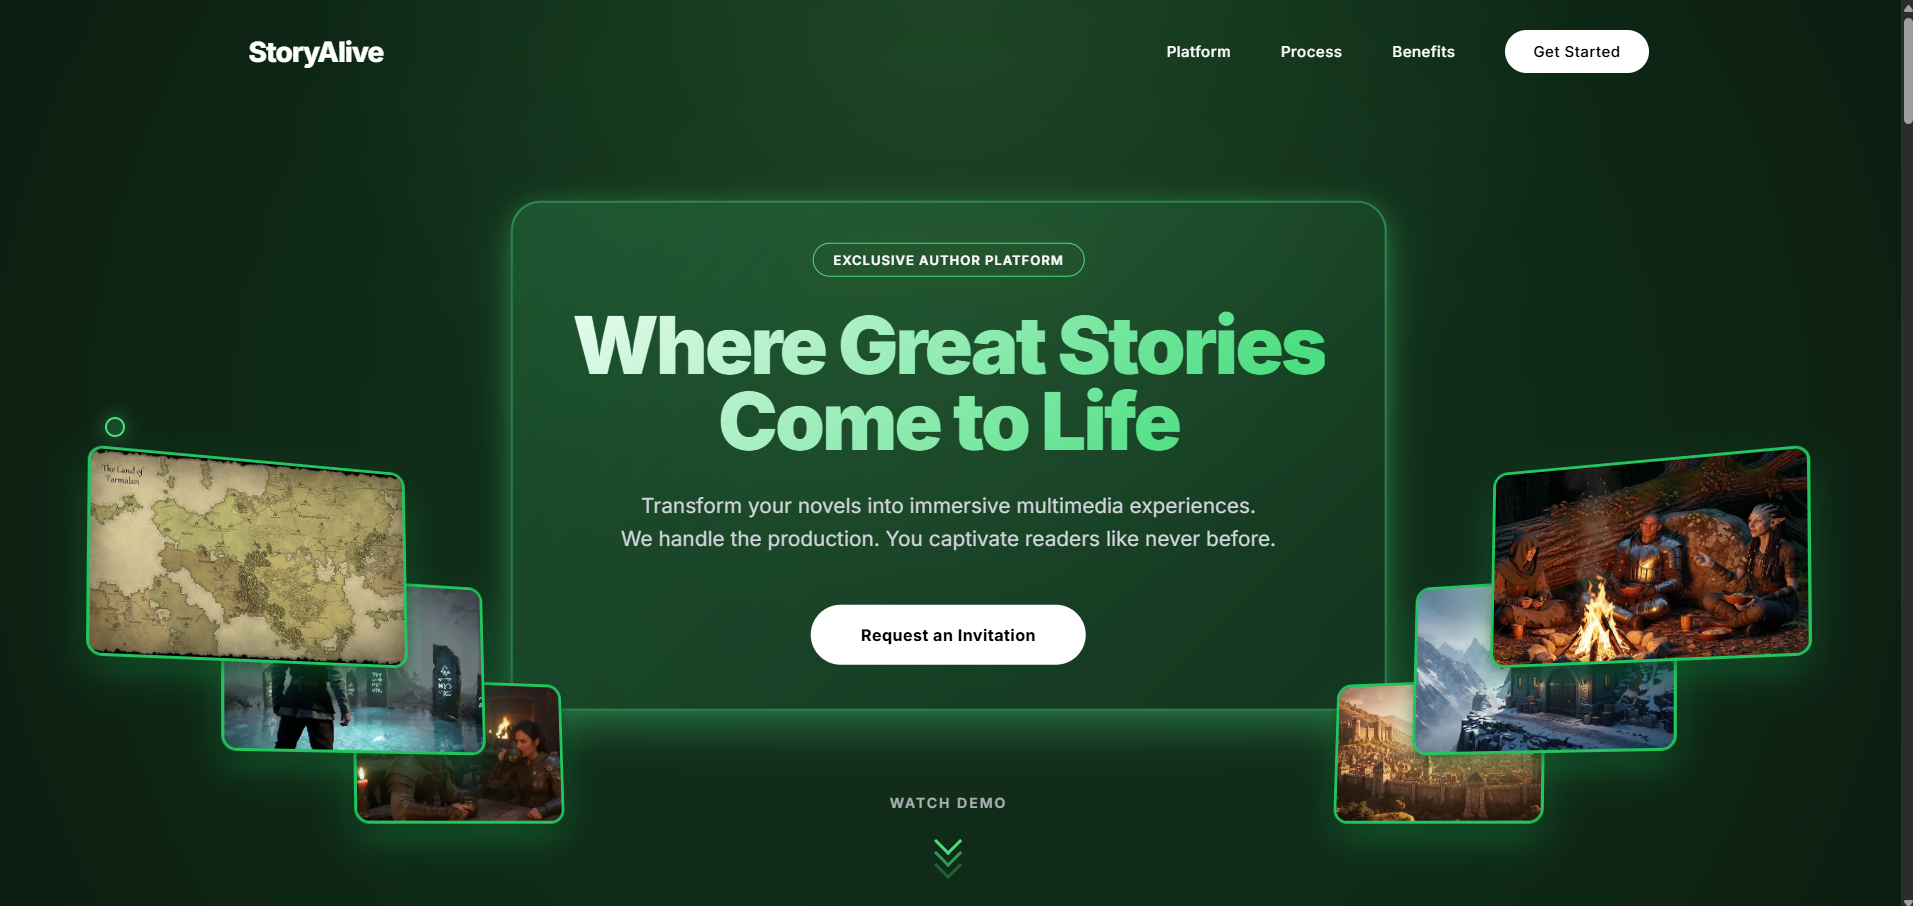 StoryAlive
Platform
Process
Benefits
Get Started
EXCLUSIVE AUTHOR PLATFORM
Where Great Stories
Come to Life
Transform your novels into immersive multimedia experiences.
We handle the production. You captivate readers like never before.
The Land of
Tarmalan
Request an Invitation
WATCH DEMO